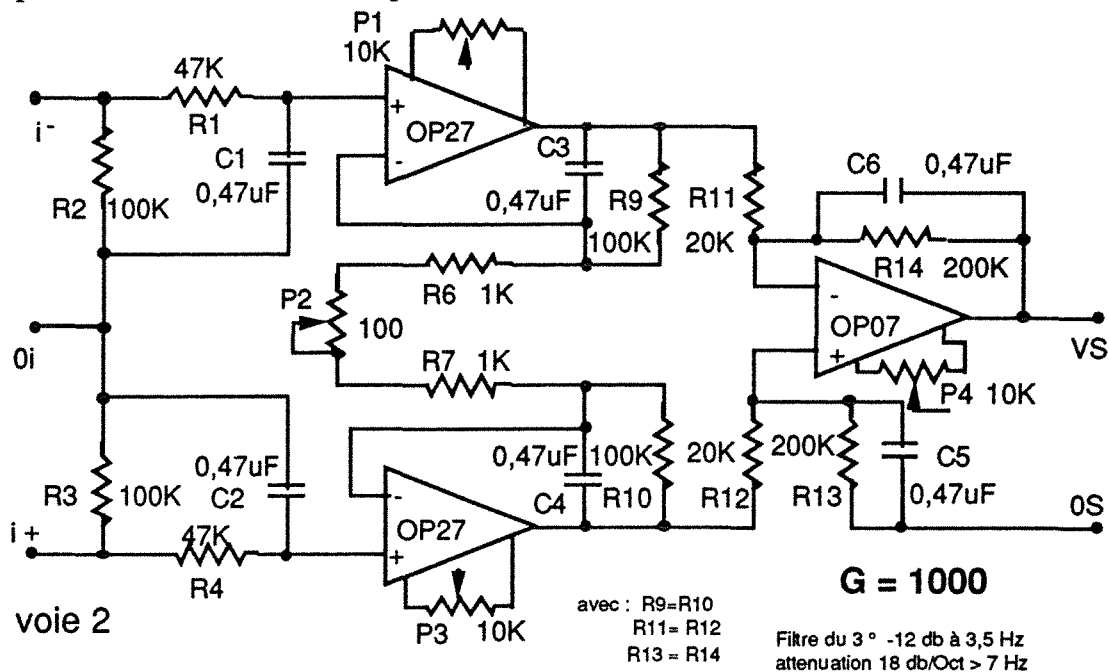 P1
10K
47K
i -
R1
+
OP27
-
C1
0,47uF
R2
100K
C3
0,47uF
R9
100K
R11
20K
C6
0,47uF
R14
200K
R6
1K
P2
100
0i
R7
1K
-
OP07
+
VS
P4
10K
0,47uF
C2
R3
100K
0,47uF
C4
100K
R10
20K
R12
200K
R13
C5
0,47uF
0S
i +
47K
R4
-
OP27
+
P3
10K
voie 2
G = 1000
avec : R9=R10
R11= R12
R13 = R14
Filtre du 3 ° -12 db à 3,5 Hz
attenuation 18 db/Oct > 7 Hz